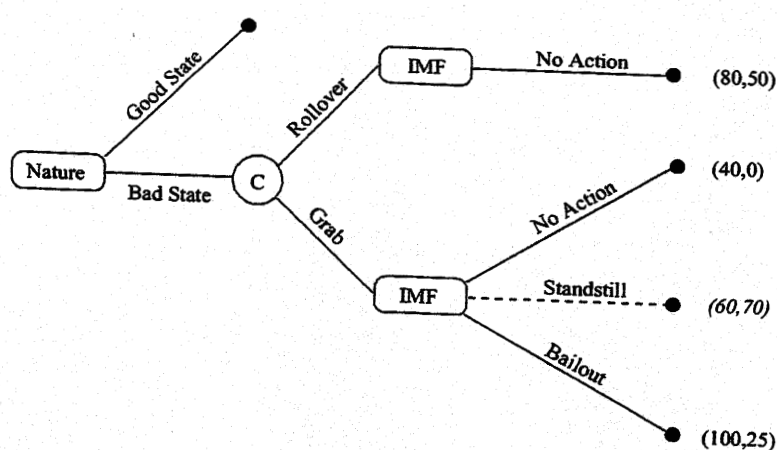 Good State
Nature
Bad State
C
Rollover
IMF
No Action
(80,50)
Grab
IMF
No Action
(40,0)
Standstill
(60,70)
Bailout
(100,25)